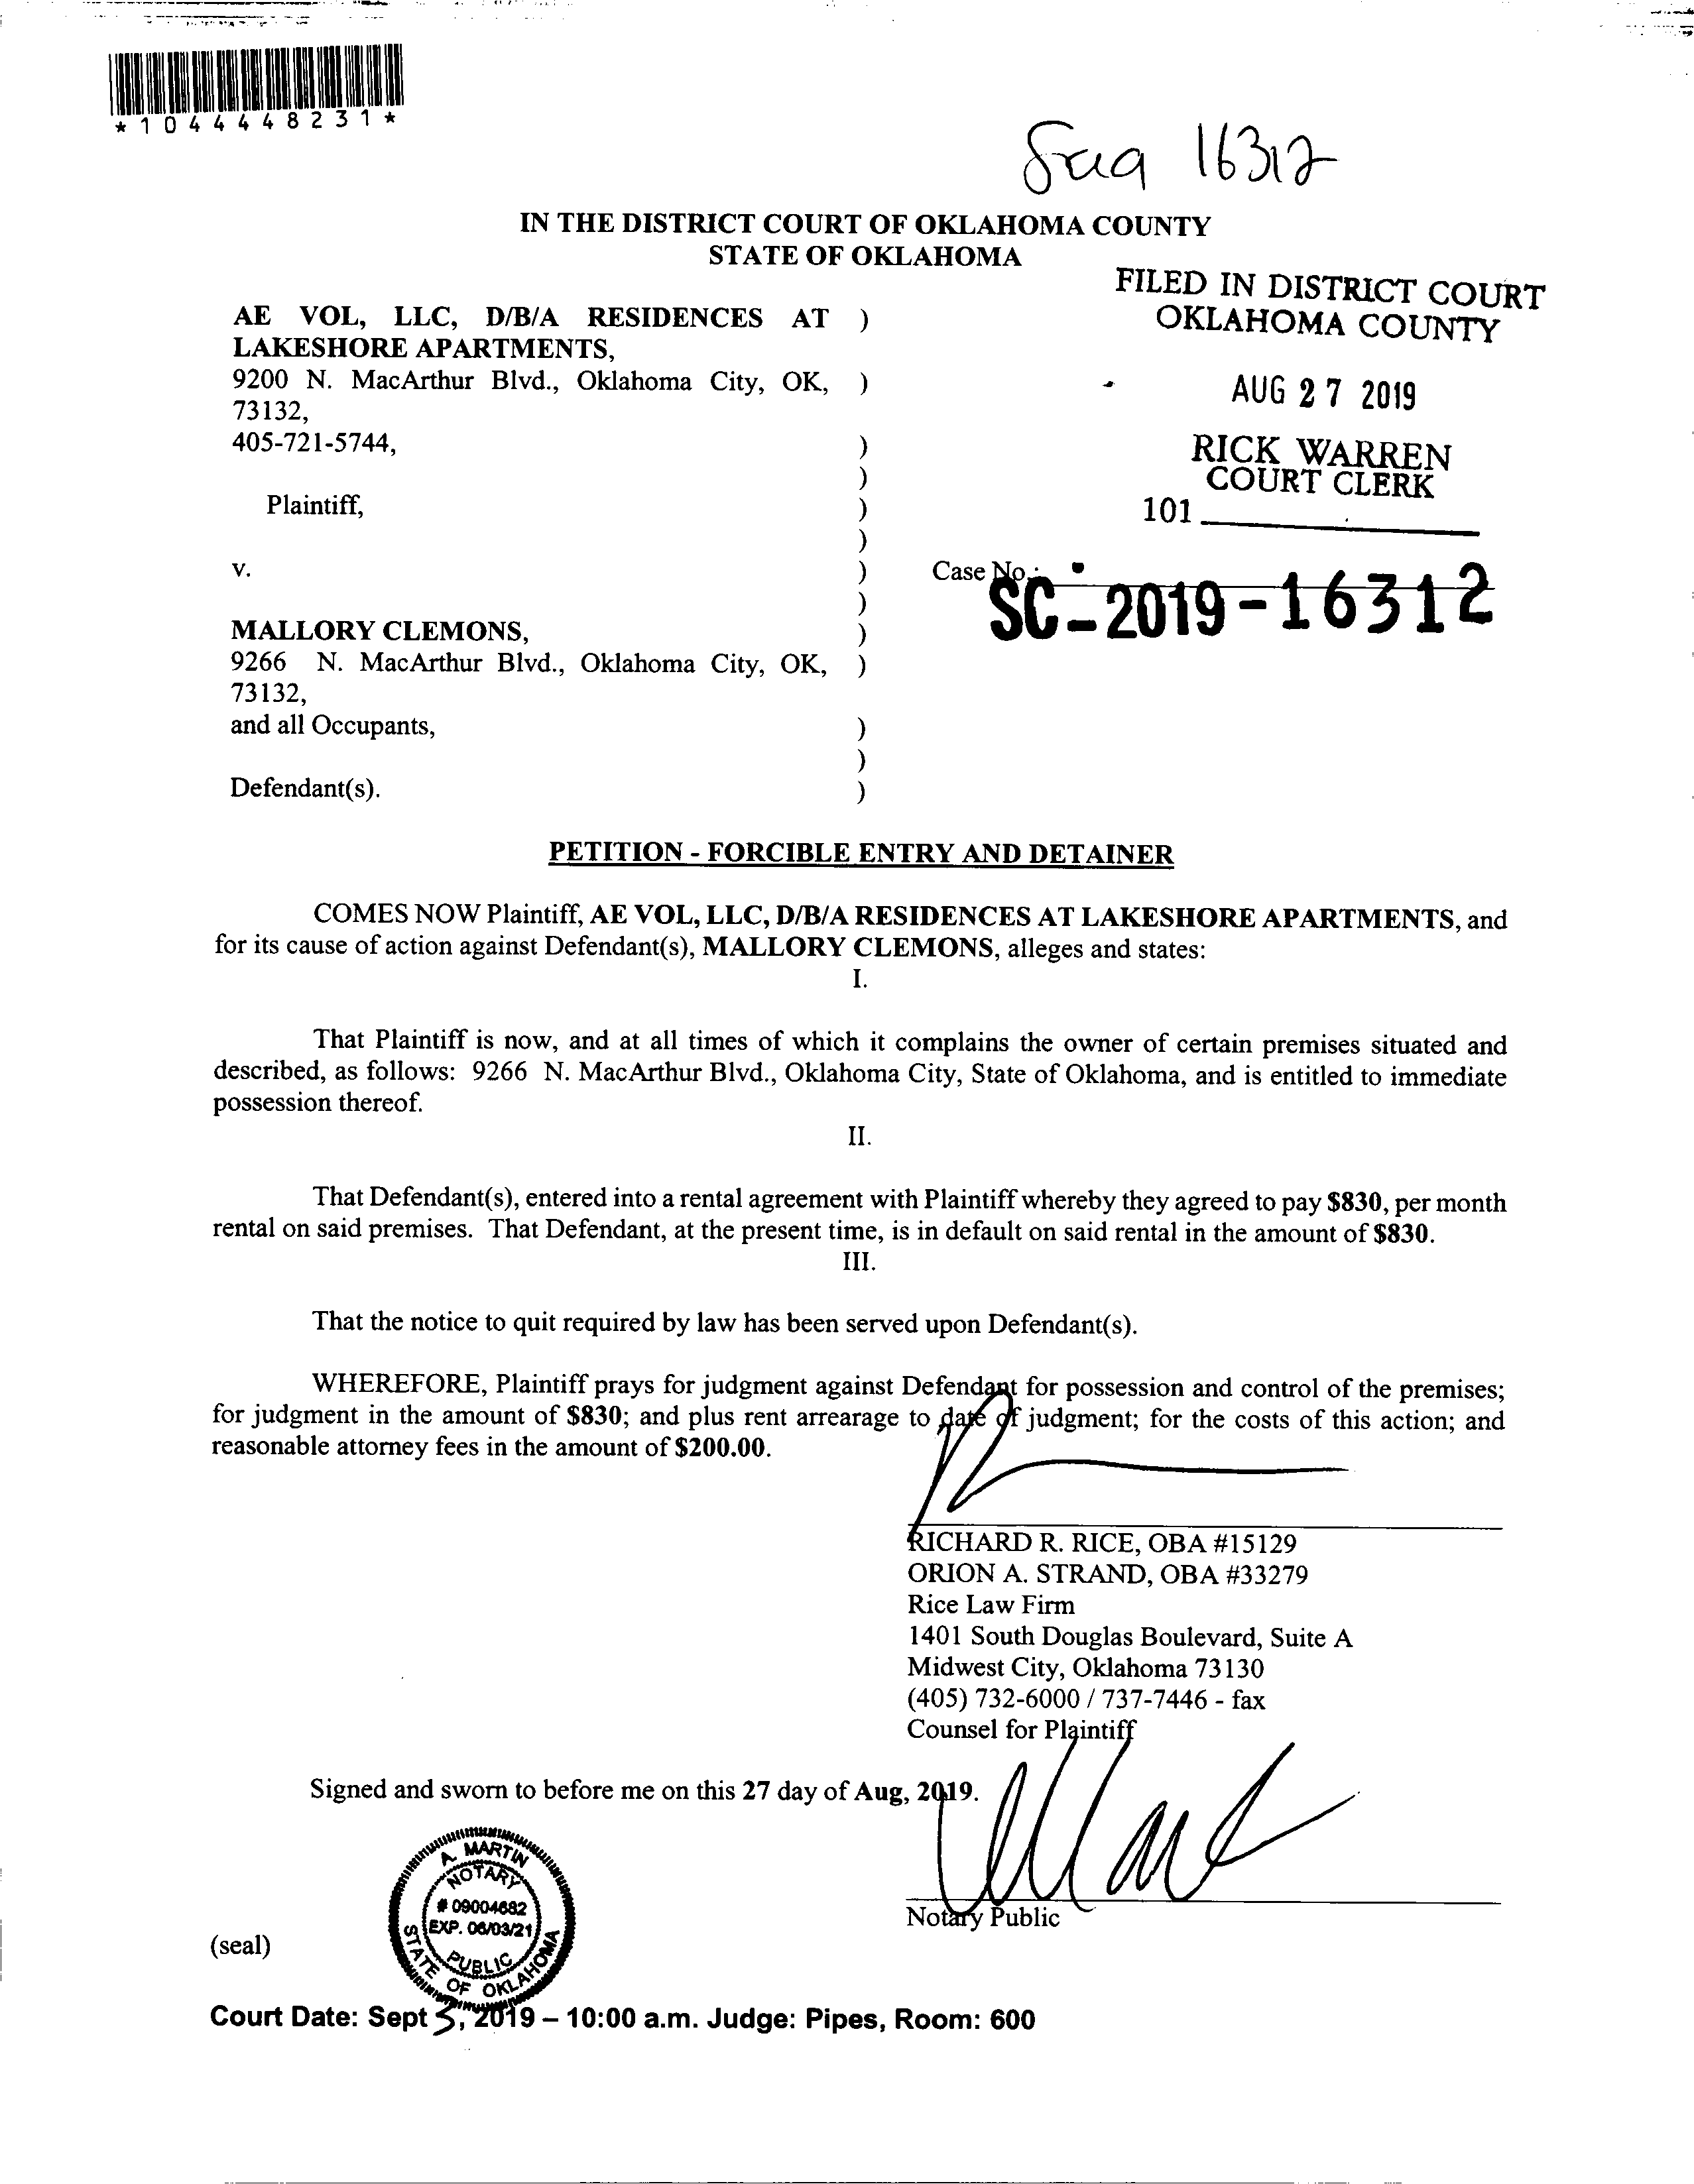 *1044448231*
16312
IN THE DISTRICT COURT OF OKLAHOMA COUNTY
STATE OF OKLAHOMA
FILED IN DISTRICT COURT
OKLAHOMA COUNTY
AUG 27 2019
RICK WARREN
COURT CLERK
101
AE VOL, LLC, D/B/A RESIDENCES AT )
LAKESHORE APARTMENTS,
9200 N. MacArthur Blvd., Oklahoma City, OK, )
73132,
405-721-5744, )
)
Plaintiff, )
)
v. )
Case No.:
SC-2019-16312
)
MALLORY CLEMONS, )
9266 N. MacArthur Blvd., Oklahoma City, OK, )
73132,
and all Occupants, )
)
Defendant(s). )
PETITION - FORCIBLE ENTRY AND DETAINER
COMES NOW Plaintiff, AE VOL, LLC, D/B/A RESIDENCES AT LAKESHORE APARTMENTS, and
for its cause of action against Defendant(s), MALLORY CLEMONS, alleges and states:
I.
That Plaintiff is now, and at all times of which it complains the owner of certain premises situated and
described, as follows: 9266 N. MacArthur Blvd., Oklahoma City, State of Oklahoma, and is entitled to immediate
possession thereof.
II.
That Defendant(s), entered into a rental agreement with Plaintiff whereby they agreed to pay $830, per month
rental on said premises. That Defendant, at the present time, is in default on said rental in the amount of $830.
III.
That the notice to quit required by law has been served upon Defendant(s).
WHEREFORE, Plaintiff prays for judgment against Defendant for possession and control of the premises;
for judgment in the amount of $830; and plus rent arrearage to date of judgment; for the costs of this action; and
reasonable attorney fees in the amount of $200.00.
RICHARD R. RICE, OBA #15129
ORION A. STRAND, OBA #33279
Rice Law Firm
1401 South Douglas Boulevard, Suite A
Midwest City, Oklahoma 73130
(405) 732-6000 / 737-7446 - fax
Counsel for Plaintiff
Signed and sworn to before me on this 27 day of Aug, 2019.
A. MARTIN
NOTARY
# 09004682
EXP. 06/03/21
PUBLIC
STATE OF OKLAHOMA
Notary Public
(seal)
Court Date: Sept 3, 2019 – 10:00 a.m. Judge: Pipes, Room: 600